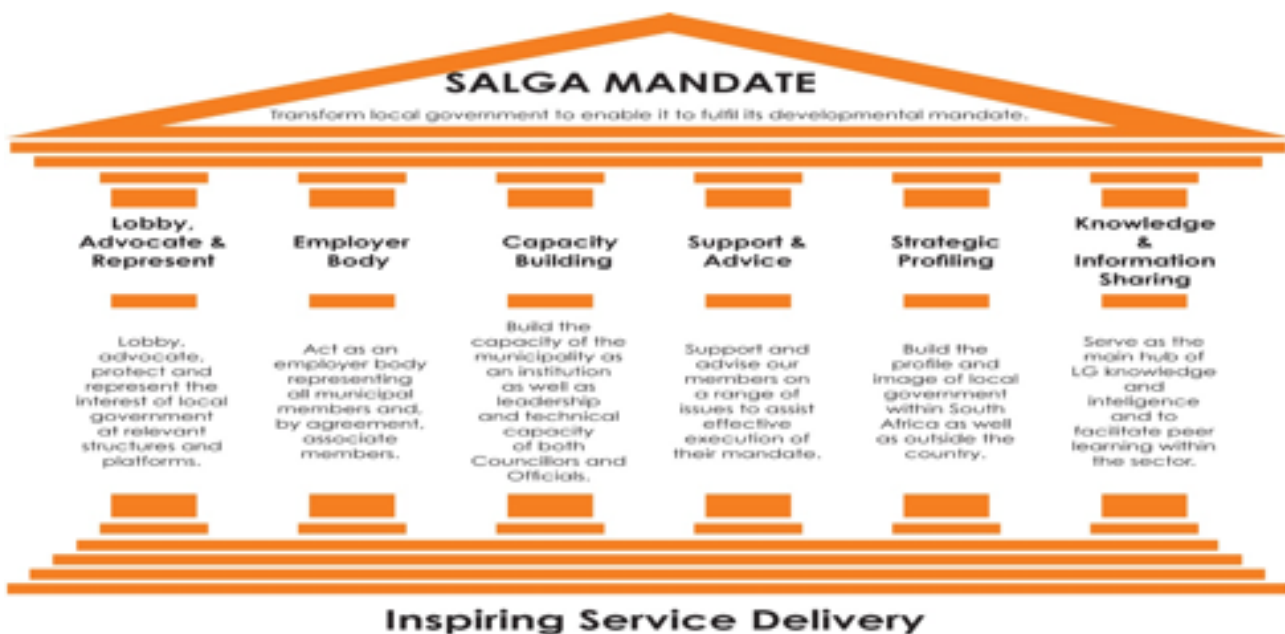 SALGA MANDATE
Transform local government to enable it to fulfil its developmental mandate.
Lobby,
Advocate &
Represent
Employer
Body
Capacity
Building
Support &
Advice
Strategic
Profiling
Knowledge
&
Information
Sharing
Lobby,
advocate,
protect and
represent the
interest of local
government
at relevant
structures and
platforms.
Act as an
employer body
representing
all municipal
members and,
by agreement,
associate
members.
Build the
capacity of the
municipality as
an institution
as well as
leadership
and technical
capacity
of both
Councillors and
Officials.
Support and
advise our
members on
a range of
issues to assist
effective
execution of
their mandate.
Build the
profile and
image of local
government
within South
Africa as well
as outside the
country.
Serve as the
main hub of
LG knowledge
and
inteligence
and to
facilitate peer
learning within
the sector.
Inspiring Service Delivery